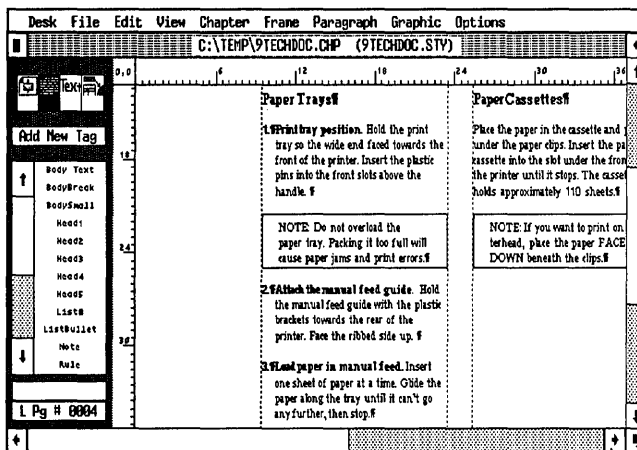 Desk File Edit View Chapter Frame Paragraph Graphic Options
C:\TEMP\9TECHDOC.CHP (9TECHDOC.STY)
0,0 12 18 24 30 36
Text
Add New Tag
Body Text
BodyBreak
BodySmall
Head1
Head2
Head3
Head4
Head5
List#
ListBullet
Note
Rule
L Pg # 0004
18
24
30
Paper Trays¶
1.¶Print tray position. Hold the print
tray so the wide end faced towards the
front of the printer. Insert the plastic
pins into the front slots above the
handle. ¶
NOTE: Do not overload the
paper tray. Packing it too full will
cause paper jams and print errors.¶
2.¶Attach the manual feed guide. Hold
the manual feed guide with the plastic
brackets towards the rear of the
printer. Face the ribbed side up. ¶
3.¶Load paper in manual feed. Insert
one sheet of paper at a time. Glide the
paper along the tray until it can't go
any further, then stop.¶
Paper Cassettes¶
Place the paper in the cassette and
under the paper clips. Insert the pa
cassette into the slot under the fron
the printer until it stops. The casset
holds approximately 110 sheets.¶
NOTE: If you want to print on
terhead, place the paper FACE
DOWN beneath the clips.¶